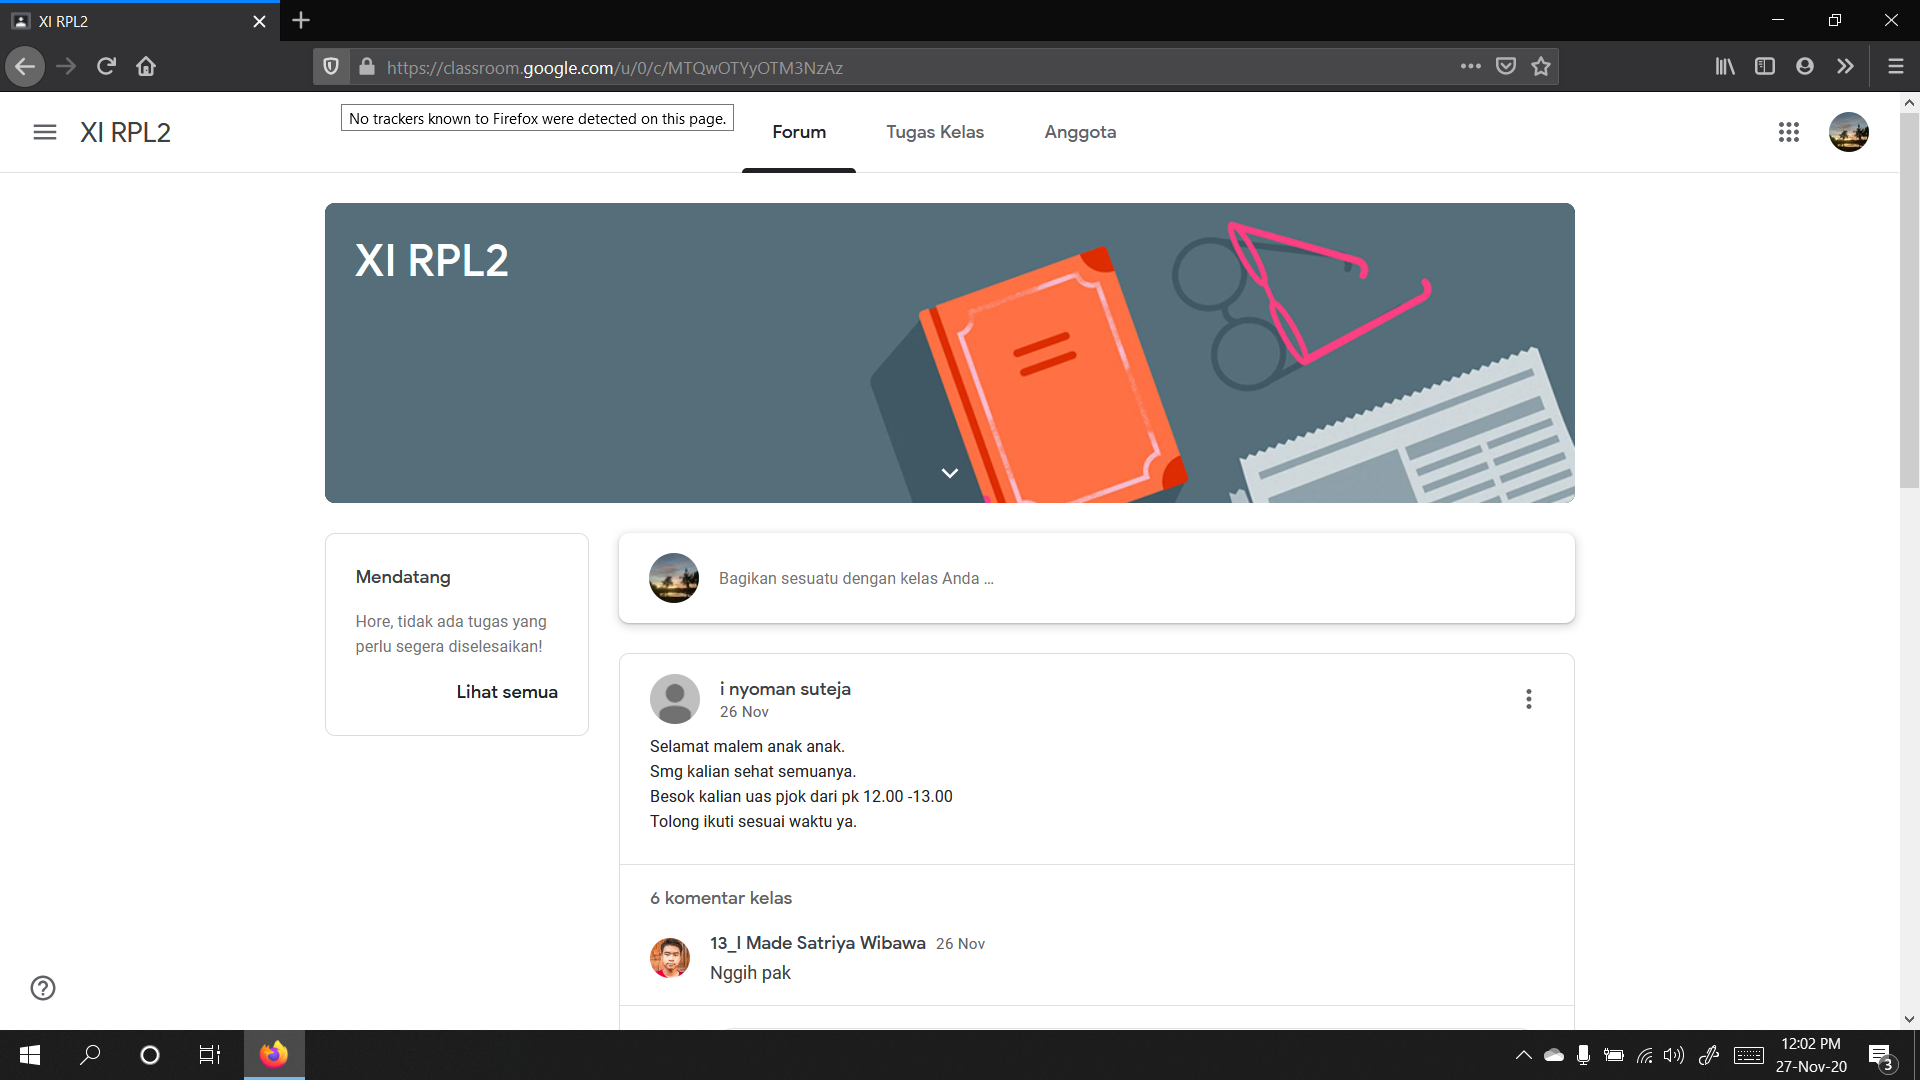 XI RPL2
https://classroom.google.com/u/0/c/MTQwOTYyOTM3NzAz
No trackers known to Firefox were detected on this page.
XI RPL2
Forum
Tugas Kelas
Anggota
XI RPL2
Mendatang
Hore, tidak ada tugas yang
perlu segera diselesaikan!
Lihat semua
Bagikan sesuatu dengan kelas Anda ...
i nyoman suteja
26 Nov
Selamat malem anak anak.
Smg kalian sehat semuanya.
Besok kalian uas pjok dari pk 12.00 -13.00
Tolong ikuti sesuai waktu ya.
6 komentar kelas
13_I Made Satriya Wibawa 26 Nov
Nggih pak
12:02 PM
27-Nov-20
3